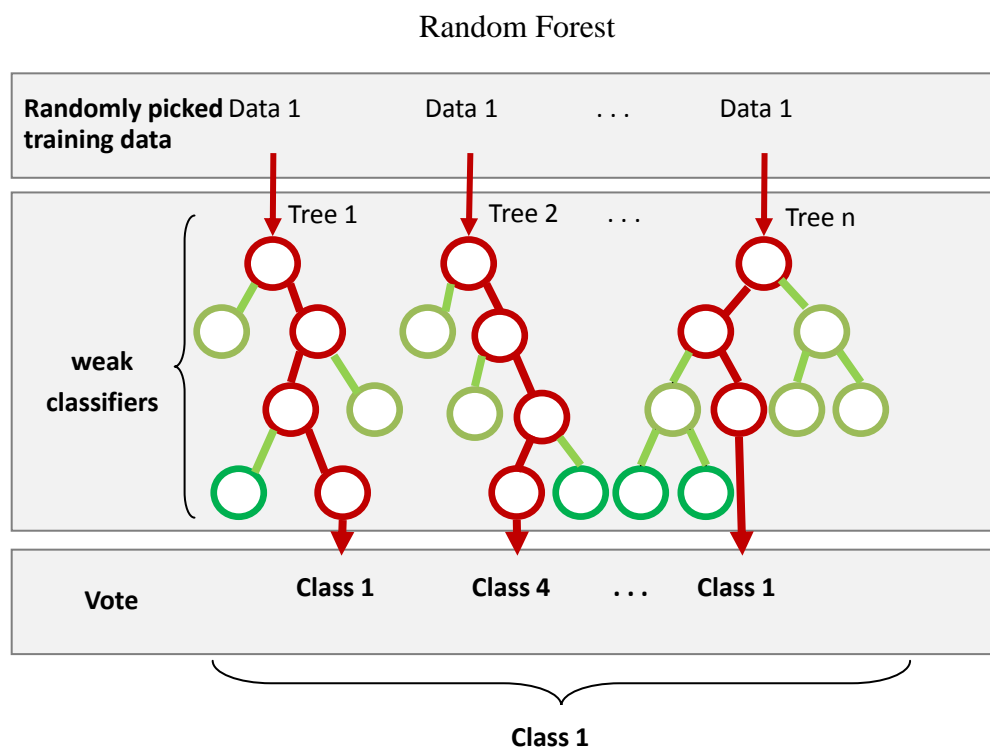 Random Forest
Randomly picked
training data
Data 1
Data 1
. . .
Data 1
Tree 1
Tree 2
. . .
Tree n
weak
classifiers
Vote
Class 1
Class 4
. . .
Class 1
Class 1